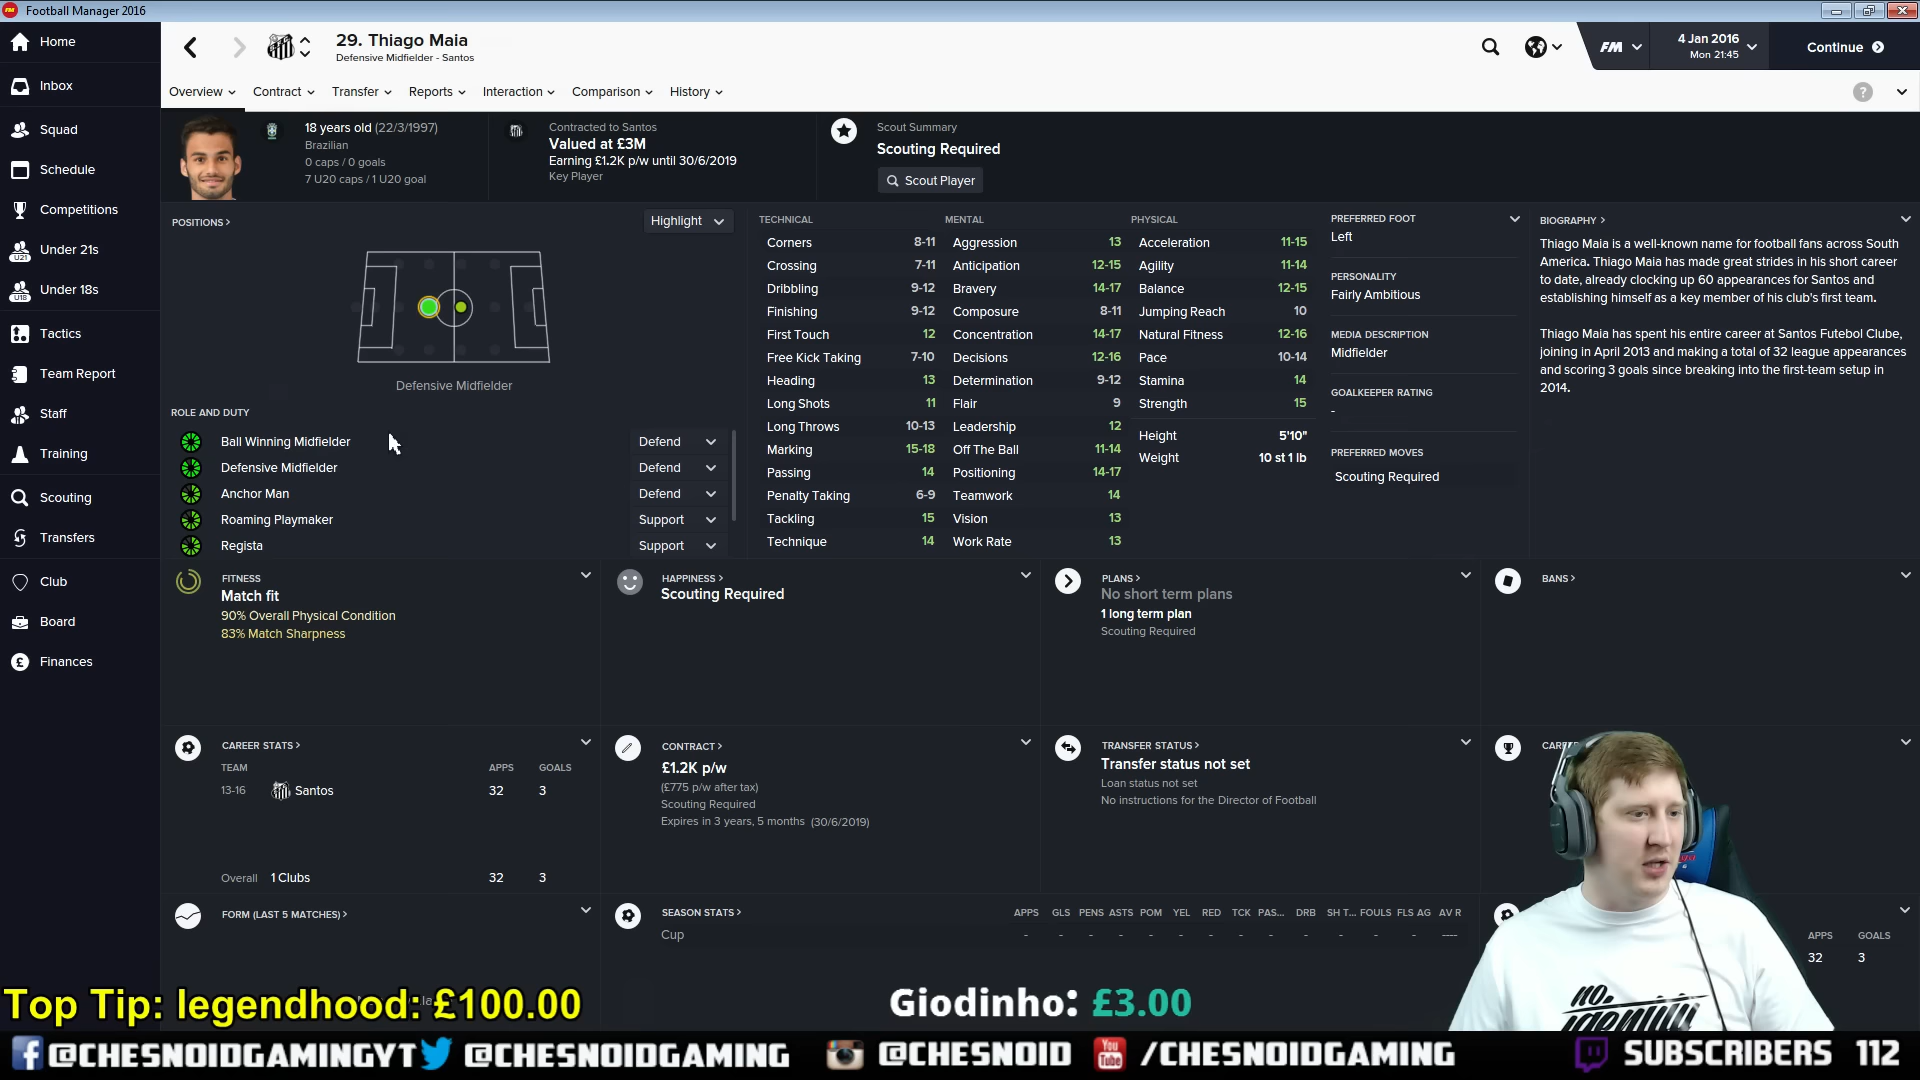 Football Manager 2016
Home
Inbox
Squad
Schedule
Competitions
Under 21s
Under 18s
Tactics
Team Report
Staff
Training
Scouting
Transfers
Club
Board
Finances
29. Thiago Maia
Defensive Midfielder - Santos
FM
4 Jan 2016
Mon 21:45
Continue
Overview Contract Transfer Reports Interaction Comparison History
18 years old (22/3/1997)
Brazilian
0 caps / 0 goals
7 U20 caps / 1 U20 goal
Contracted to Santos
Valued at £3M
Earning £1.2K p/w until 30/6/2019
Key Player
Scout Summary
Scouting Required
Scout Player
POSITIONS >
Highlight
Defensive Midfielder
ROLE AND DUTY
Ball Winning Midfielder Defend
Defensive Midfielder Defend
Anchor Man Defend
Roaming Playmaker Support
Regista Support
TECHNICAL
Corners 8-11
Crossing 7-11
Dribbling 9-12
Finishing 9-12
First Touch 12
Free Kick Taking 7-10
Heading 13
Long Shots 11
Long Throws 10-13
Marking 15-18
Passing 14
Penalty Taking 6-9
Tackling 15
Technique 14
MENTAL
Aggression 13
Anticipation 12-15
Bravery 14-17
Composure 8-11
Concentration 14-17
Decisions 12-16
Determination 9-12
Flair 9
Leadership 12
Off The Ball 11-14
Positioning 14-17
Teamwork 14
Vision 13
Work Rate 13
PHYSICAL
Acceleration 11-15
Agility 11-14
Balance 12-15
Jumping Reach 10
Natural Fitness 12-16
Pace 10-14
Stamina 14
Strength 15
Height 5'10"
Weight 10 st 1 lb
PREFERRED FOOT
Left
PERSONALITY
Fairly Ambitious
MEDIA DESCRIPTION
Midfielder
GOALKEEPER RATING
-
PREFERRED MOVES
Scouting Required
BIOGRAPHY >
Thiago Maia is a well-known name for football fans across South
America. Thiago Maia has made great strides in his short career
to date, already clocking up 60 appearances for Santos and
establishing himself as a key member of his club's first team.
Thiago Maia has spent his entire career at Santos Futebol Clube,
joining in April 2013 and making a total of 32 league appearances
and scoring 3 goals since breaking into the first-team setup in
2014.
FITNESS
Match fit
90% Overall Physical Condition
83% Match Sharpness
HAPPINESS >
Scouting Required
PLANS >
No short term plans
1 long term plan
Scouting Required
BANS >
CAREER STATS >
TEAM APPS GOALS
13-16 Santos 32 3
Overall 1 Clubs 32 3
CONTRACT >
£1.2K p/w
(£775 p/w after tax)
Scouting Required
Expires in 3 years, 5 months (30/6/2019)
TRANSFER STATUS >
Transfer status not set
Loan status not set
No instructions for the Director of Football
FORM (LAST 5 MATCHES) >
SEASON STATS >
APPS GLS PENS ASTS POM YEL RED TCK PAS... DRB SH T... FOULS FLS AG AV R
Cup - - - - - - - - - - - - - ----
APPS GOALS
32 3
no.
identity
Top Tip: legendhood: £100.00
Giodinho: £3.00
@CHESNOIDGAMINGYT
@CHESNOIDGAMING
@CHESNOID
You Tube
/CHESNOIDGAMING
SUBSCRIBERS 112